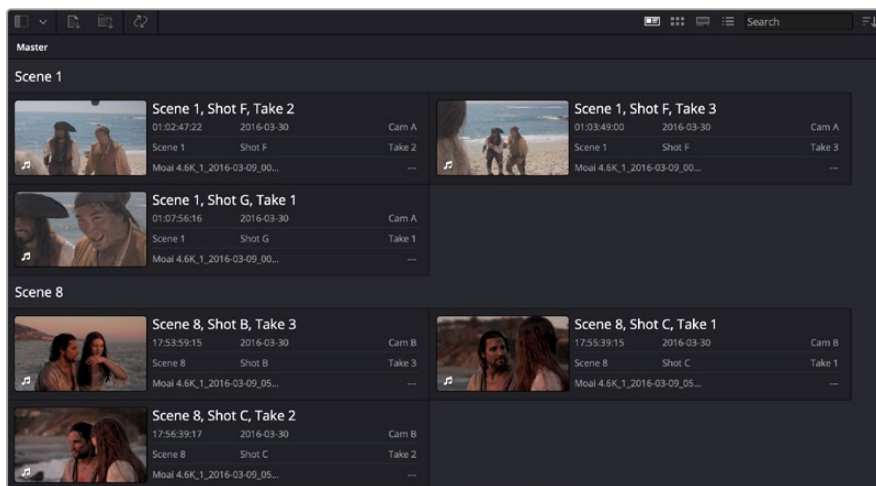 Search
Master
Scene 1
Scene 1, Shot F, Take 2
01:02:47:22 2016-03-30 Cam A
Scene 1 Shot F Take 2
Moai 4.6K_1_2016-03-09_00... ---
Scene 1, Shot F, Take 3
01:03:49:00 2016-03-30 Cam A
Scene 1 Shot F Take 3
Moai 4.6K_1_2016-03-09_00... ---
Scene 1, Shot G, Take 1
01:07:56:16 2016-03-30 Cam A
Scene 1 Shot G Take 1
Moai 4.6K_1_2016-03-09_00... ---
Scene 8
Scene 8, Shot B, Take 3
17:53:59:15 2016-03-30 Cam B
Scene 8 Shot B Take 3
Moai 4.6K_1_2016-03-09_05... ---
Scene 8, Shot C, Take 1
17:55:39:15 2016-03-30 Cam B
Scene 8 Shot C Take 1
Moai 4.6K_1_2016-03-09_05... ---
Scene 8, Shot C, Take 2
17:56:39:17 2016-03-30 Cam B
Scene 8 Shot C Take 2
Moai 4.6K_1_2016-03-09_05... ---